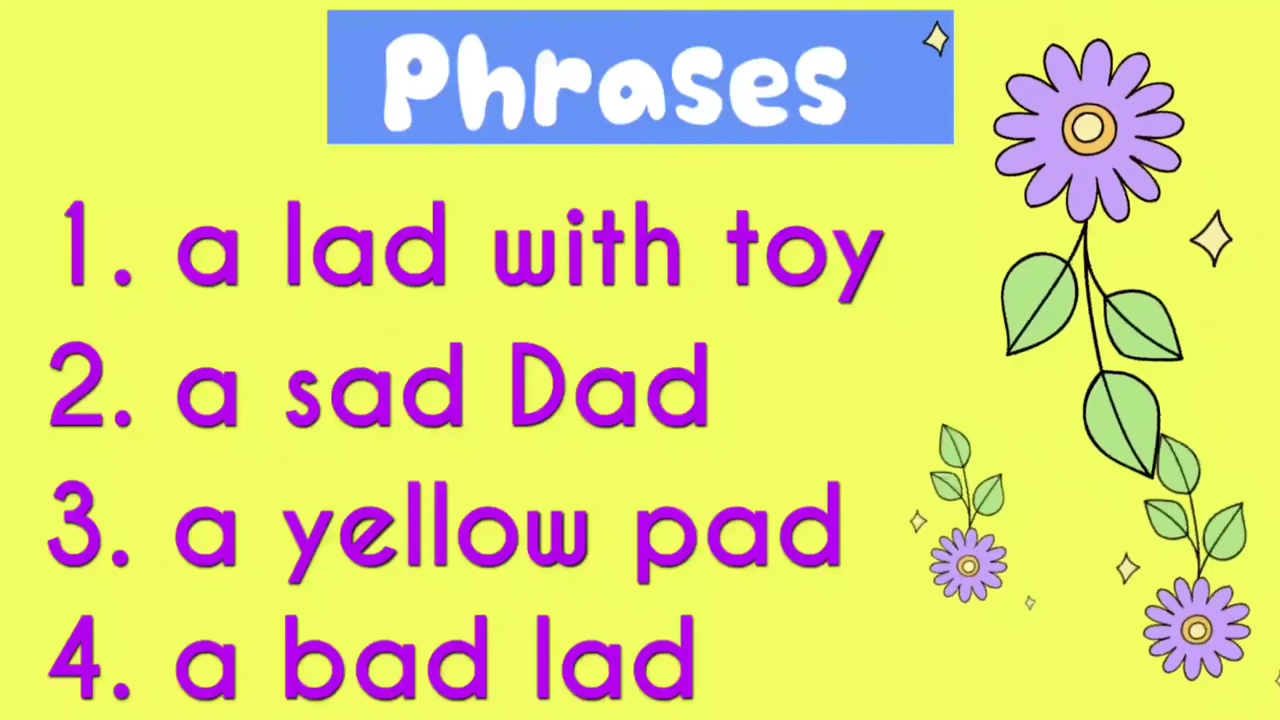 Phrases
1. a lad with toy
2. a sad Dad
3. a yellow pad
4. a bad lad